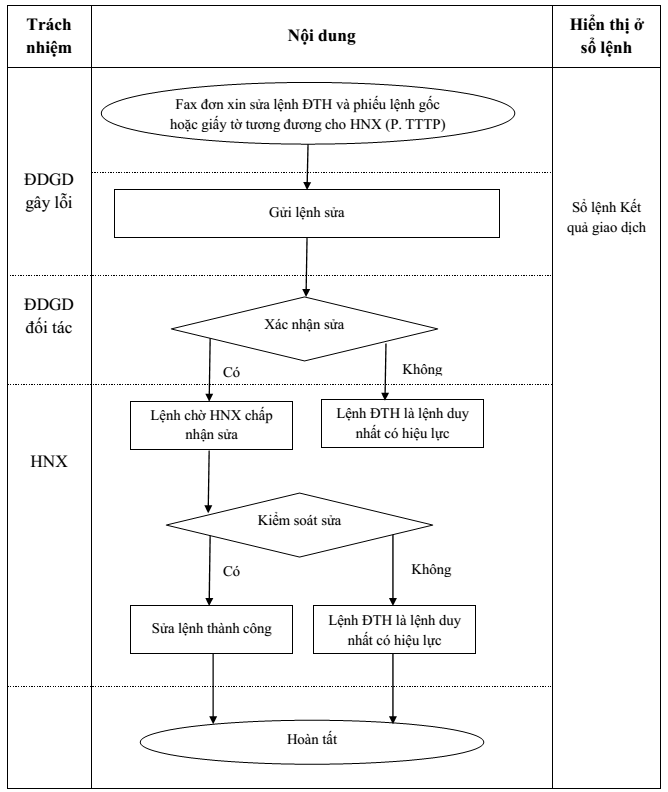 Trách
nhiệm
Nội dung
Hiển thị ở
sổ lệnh
Fax đơn xin sửa lệnh ĐTH và phiếu lệnh gốc
hoặc giấy tờ tương đương cho HNX (P. TTTP)
ĐDGD
gây lỗi
Gửi lệnh sửa
Sổ lệnh Kết
quả giao dịch
ĐDGD
đối tác
Xác nhận sửa
Có
Không
HNX
Lệnh chờ HNX chấp
nhận sửa
Lệnh ĐTH là lệnh duy
nhất có hiệu lực
Kiểm soát sửa
Có
Không
Sửa lệnh thành công
Lệnh ĐTH là lệnh duy
nhất có hiệu lực
Hoàn tất